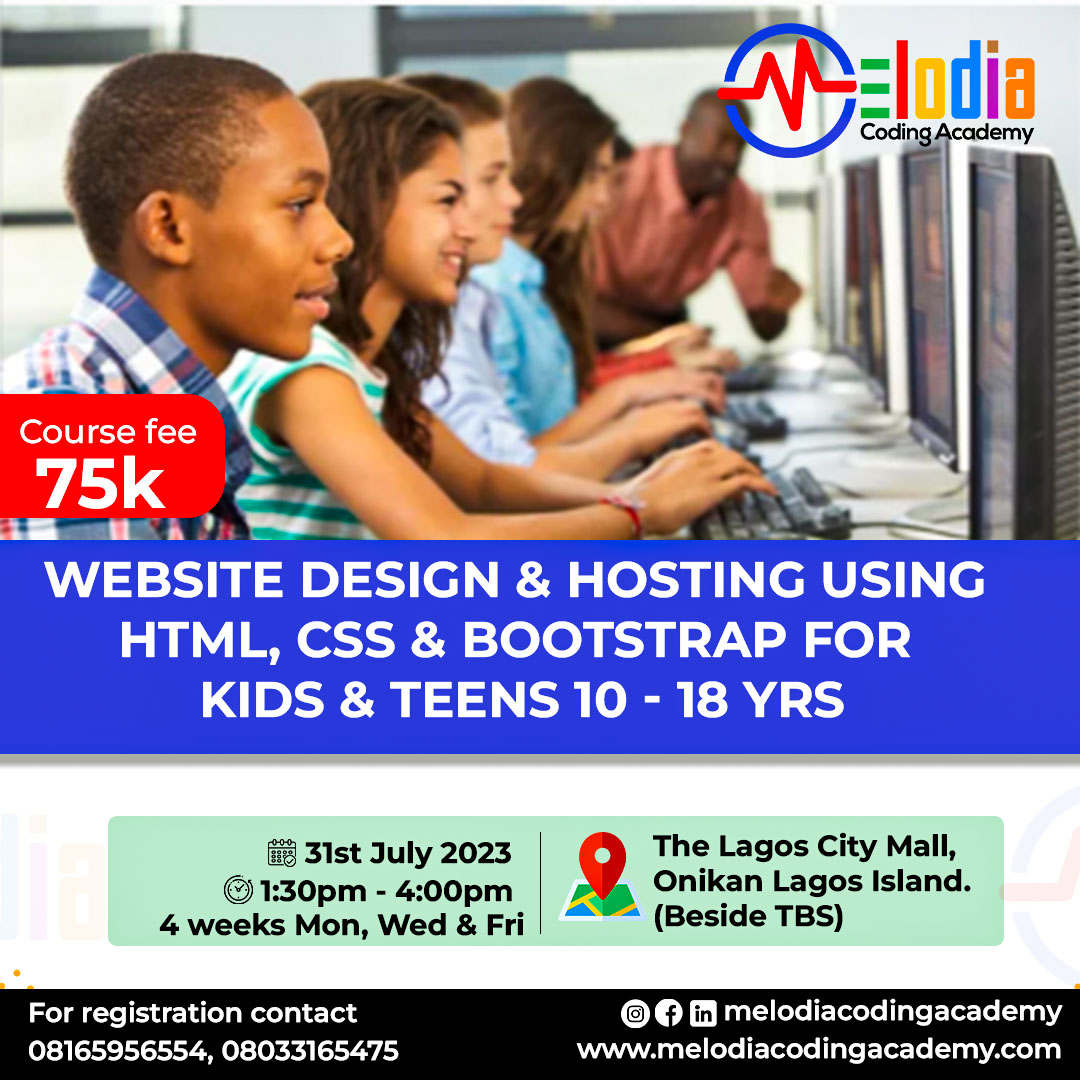 Melodia
Coding Academy
Course fee
75k
WEBSITE DESIGN & HOSTING USING
HTML, CSS & BOOTSTRAP FOR
KIDS & TEENS 10 - 18 YRS
31st July 2023
1:30pm - 4:00pm
4 weeks Mon, Wed & Fri
The Lagos City Mall,
Onikan Lagos Island.
(Beside TBS)
For registration contact
08165956554, 08033165475
melodiacodingacademy
www.melodiacodingacademy.com